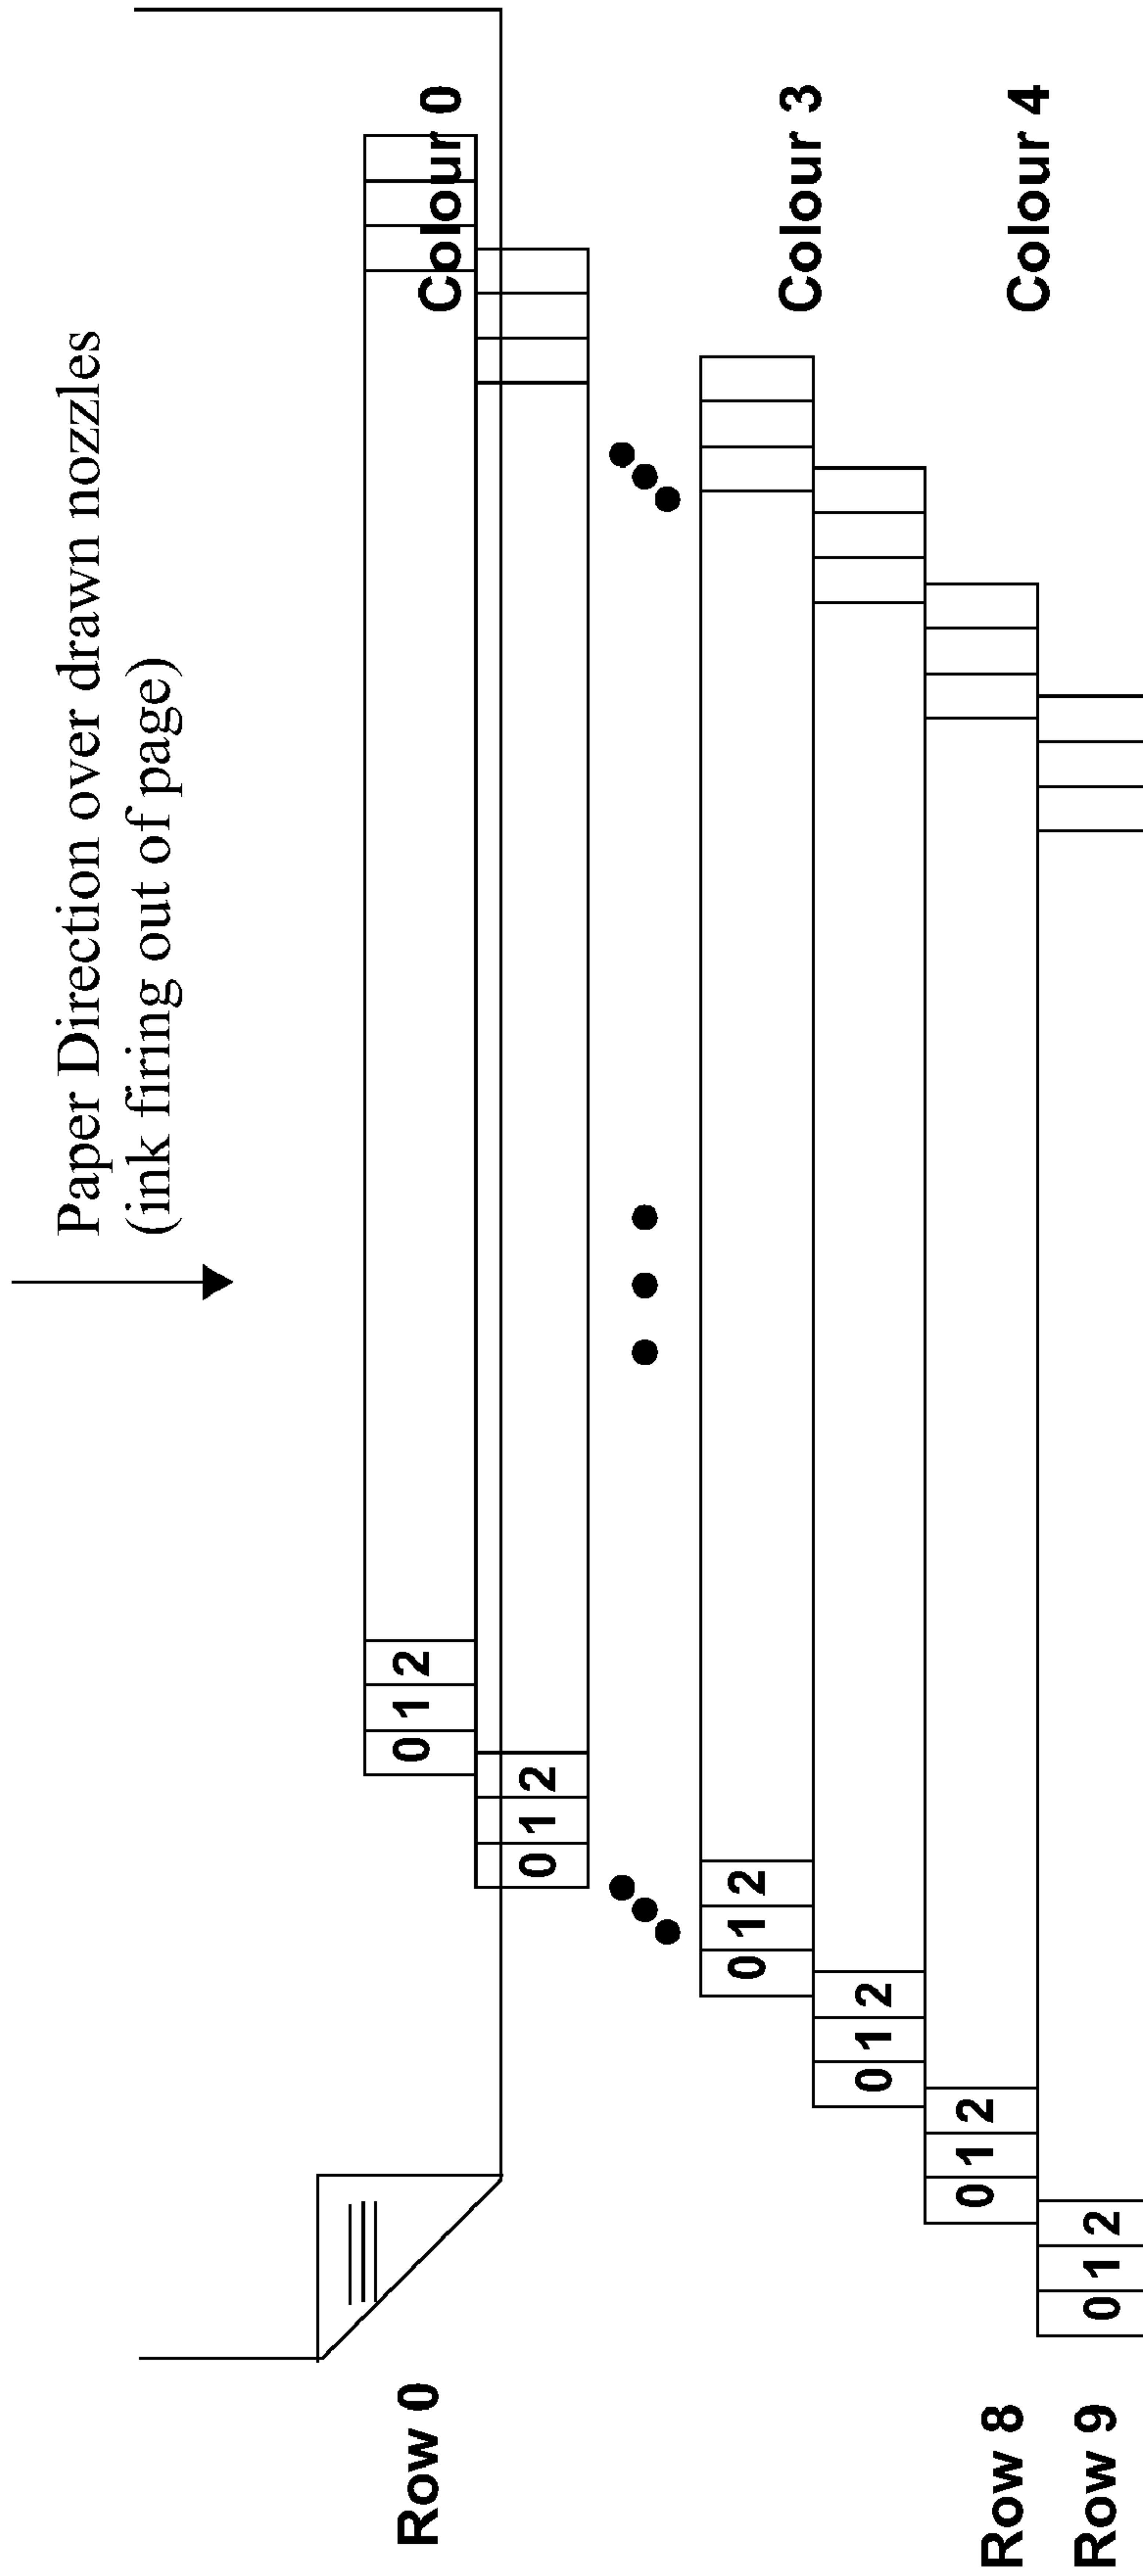 Paper Direction over drawn nozzles
(ink firing out of page)
Row 0
0 1 2
Colour 0
0 1 2
0 1 2
Colour 3
0 1 2
Row 8
0 1 2
Colour 4
Row 9
0 1 2